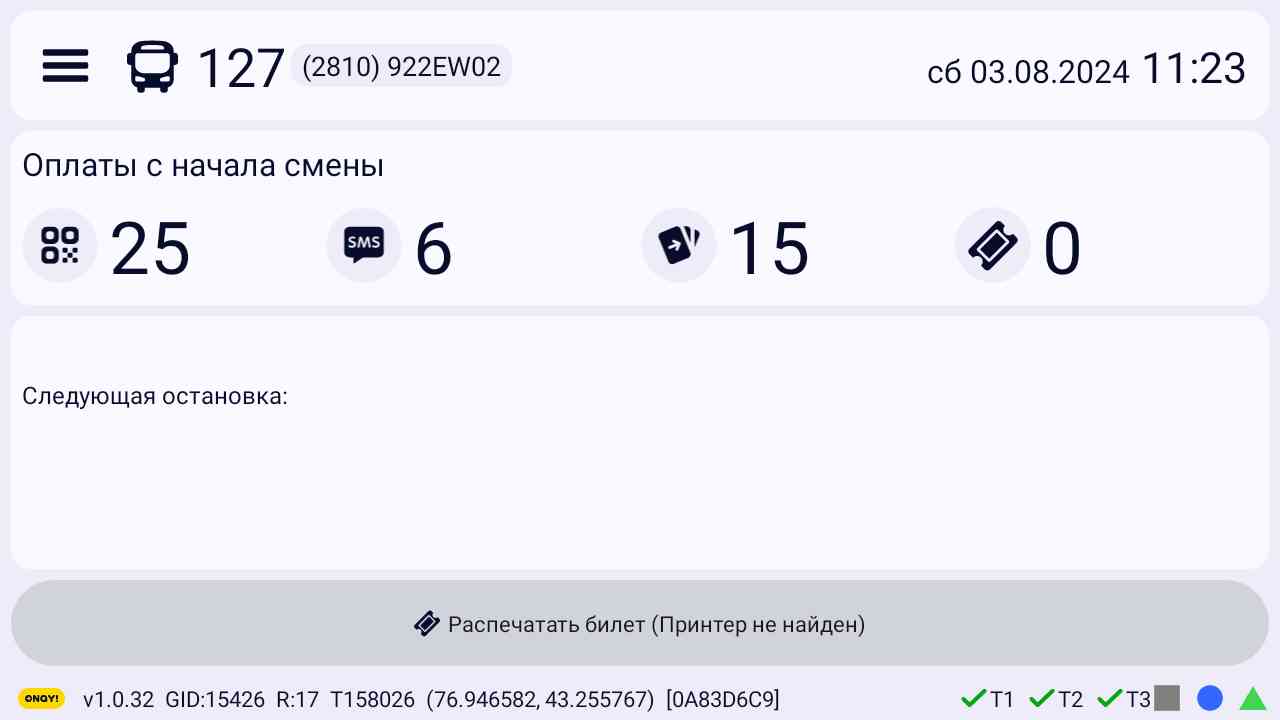 127 (2810) 922EW02 сб 03.08.2024 11:23
Оплаты с начала смены
25 SMS 6 15 0
Следующая остановка:
Распечатать билет (Принтер не найден)
ONAY! v1.0.32 GID:15426 R:17 T158026 (76.946582, 43.255767) [0A83D6C9] T1 T2 T3